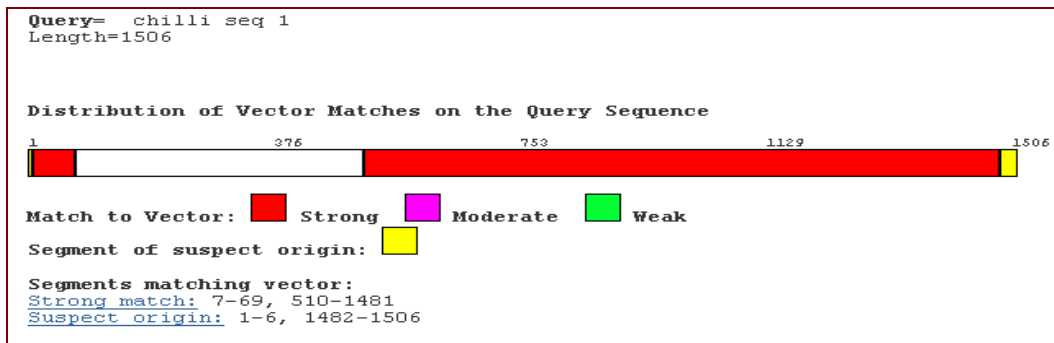 Query= chilli seq 1
Length=1506
Distribution of Vector Matches on the Query Sequence
1 376 753 1129 1506
Match to Vector: Strong Moderate Weak
Segment of suspect origin:
Segments matching vector:
Strong match: 7-69, 510-1481
Suspect origin: 1-6, 1482-1506